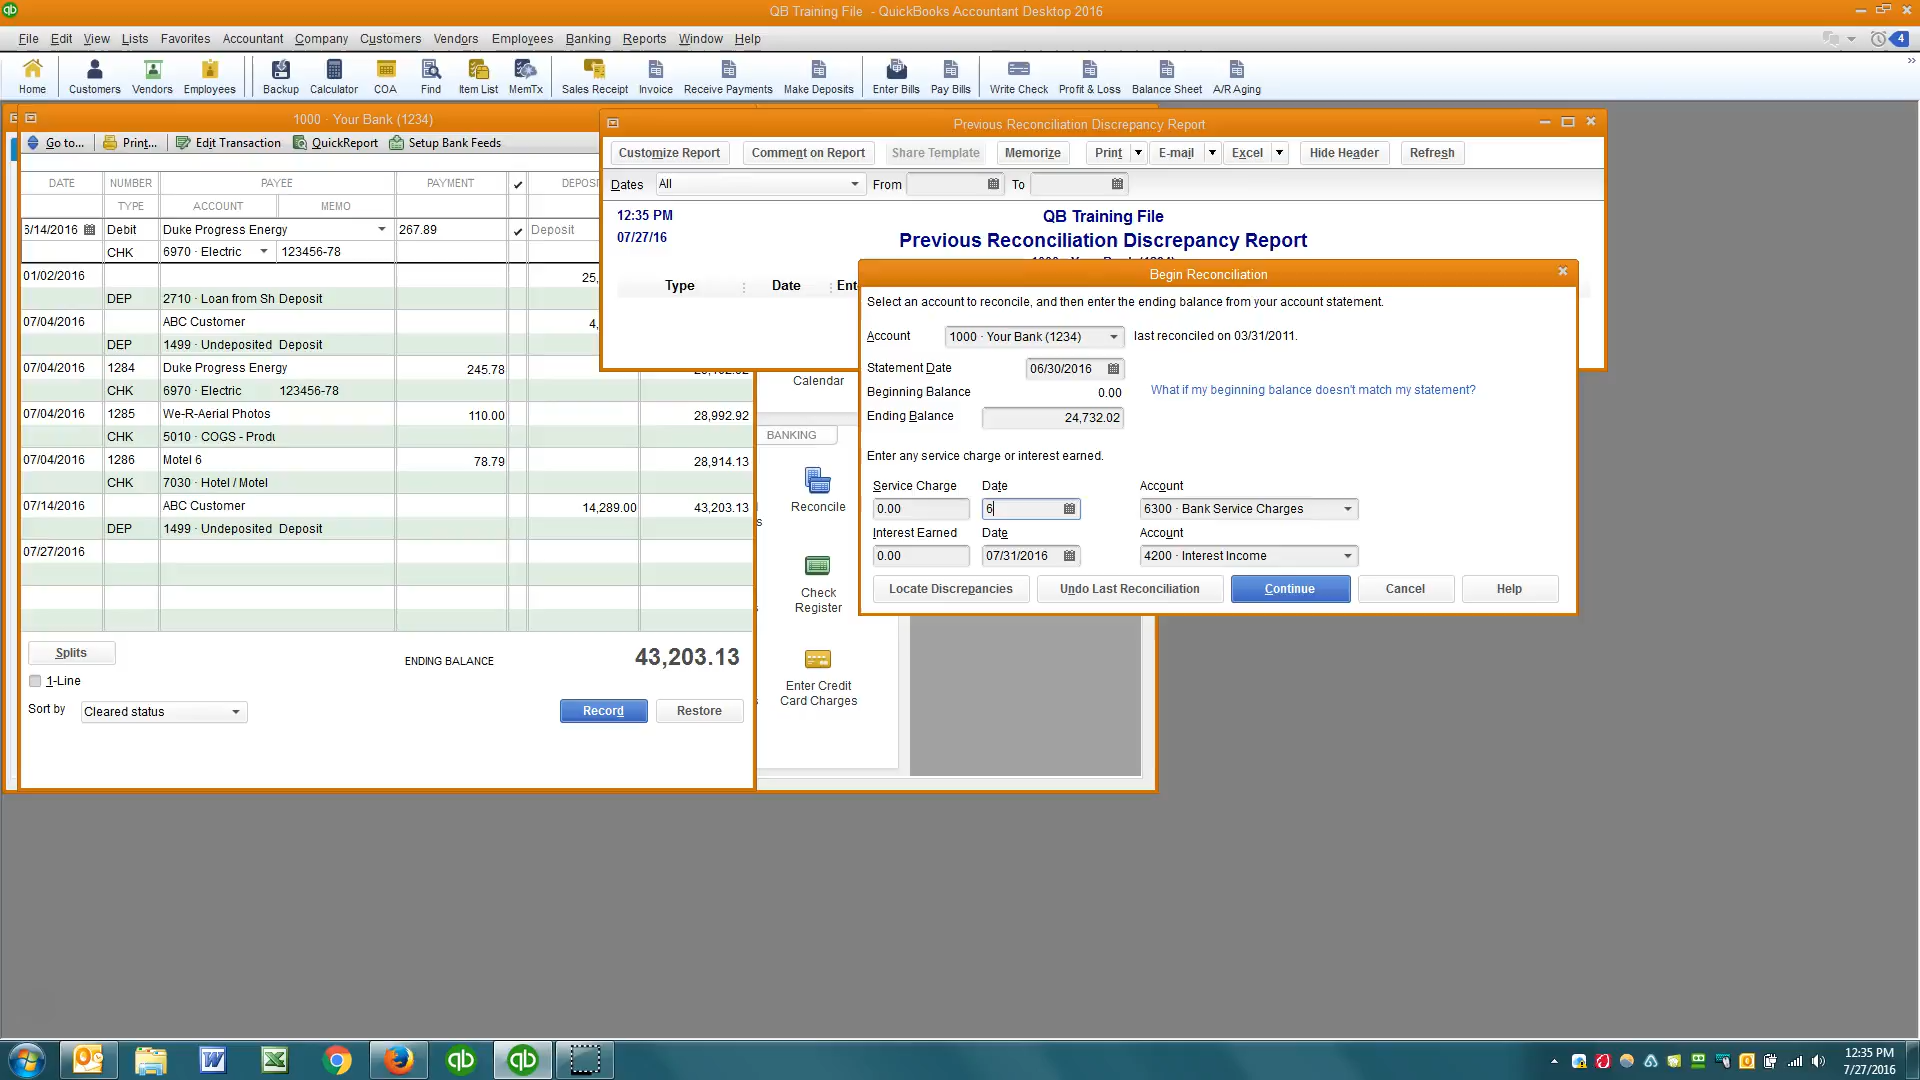 QB Training File - QuickBooks Accountant Desktop 2016
File Edit View Lists Favorites Accountant Company Customers Vendors Employees Banking Reports Window Help
4
Home Customers Vendors Employees Backup Calculator COA Find Item List MemTx Sales Receipt Invoice Receive Payments Make Deposits Enter Bills Pay Bills Write Check Profit & Loss Balance Sheet A/R Aging
1000 · Your Bank (1234)
Go to... Print... Edit Transaction QuickReport Setup Bank Feeds
DATE NUMBER PAYEE PAYMENT ✓ DEPOS
TYPE ACCOUNT MEMO
6/14/2016 Debit Duke Progress Energy 267.89 ✓ Deposit
CHK 6970 · Electric 123456-78
01/02/2016 25,
DEP 2710 · Loan from Sh Deposit
07/04/2016 ABC Customer 4,
DEP 1499 · Undeposited Deposit
07/04/2016 1284 Duke Progress Energy 245.78
CHK 6970 · Electric 123456-78
07/04/2016 1285 We-R-Aerial Photos 110.00 28,992.92
CHK 5010 · COGS - Produ
07/04/2016 1286 Motel 6 78.79 28,914.13
CHK 7030 · Hotel / Motel
07/14/2016 ABC Customer 14,289.00 43,203.13
DEP 1499 · Undeposited Deposit
07/27/2016
Splits
ENDING BALANCE 43,203.13
1-Line
Sort by Cleared status
Record Restore
Previous Reconciliation Discrepancy Report
Customize Report Comment on Report Share Template Memorize Print E-mail Excel Hide Header Refresh
Dates All From To
12:35 PM
07/27/16
QB Training File
Previous Reconciliation Discrepancy Report
Type Date Ent
Begin Reconciliation
Select an account to reconcile, and then enter the ending balance from your account statement.
Account 1000 · Your Bank (1234) last reconciled on 03/31/2011.
Statement Date 06/30/2016
Beginning Balance 0.00 What if my beginning balance doesn't match my statement?
Ending Balance 24,732.02
Enter any service charge or interest earned.
Service Charge Date Account
0.00 6 6300 · Bank Service Charges
Interest Earned Date Account
0.00 07/31/2016 4200 · Interest Income
Locate Discrepancies Undo Last Reconciliation Continue Cancel Help
Calendar
BANKING
Reconcile
Check
Register
Enter Credit
Card Charges
12:35 PM
7/27/2016